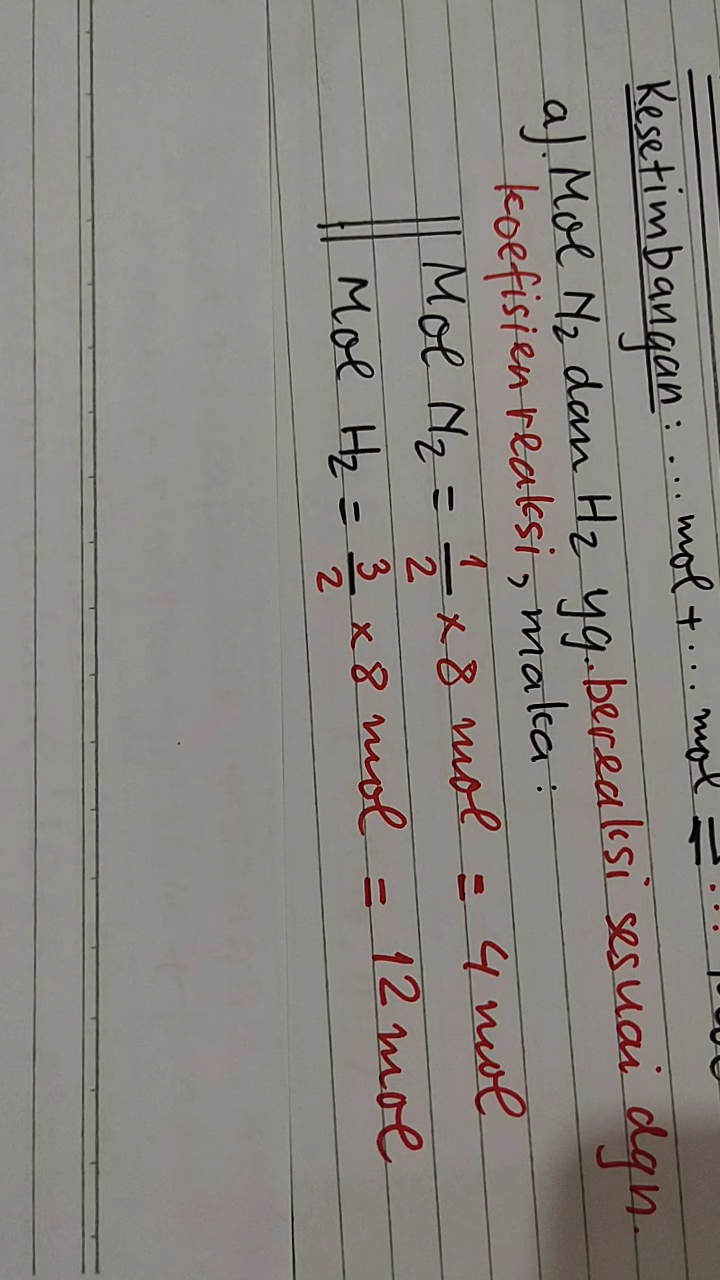 Kesetimbangan: ... mol + ... mol ⇌ ...
a). Mol N₂ dan H₂ yg. bereaksi sesuai dgn.
koefisien reaksi, maka:
Mol N₂ = 1/2 x 8 mol = 4 mol
Mol H₂ = 3/2 x 8 mol = 12 mol